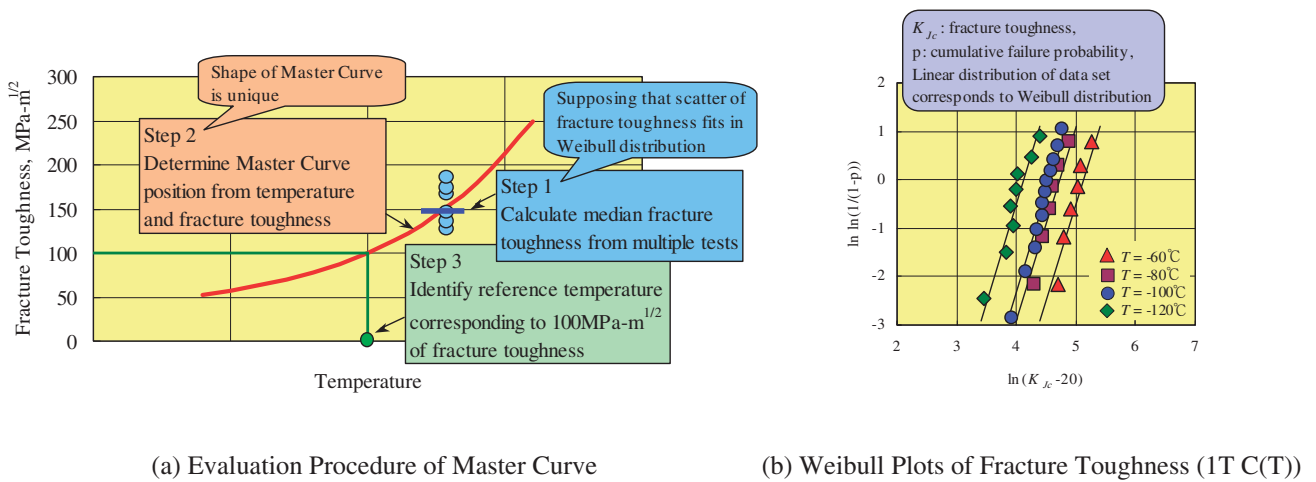 Shape of Master Curve
is unique
Supposing that scatter of
fracture toughness fits in
Weibull distribution
Step 2
Determine Master Curve
position from temperature
and fracture toughness
Step 1
Calculate median fracture
toughness from multiple tests
Step 3
Identify reference temperature
corresponding to 100MPa-m^1/2
of fracture toughness
Fracture Toughness, MPa-m^1/2
300
250
200
150
100
50
0
Temperature
(a) Evaluation Procedure of Master Curve
K_Jc : fracture toughness,
p: cumulative failure probability,
Linear distribution of data set
corresponds to Weibull distribution
ln ln(1/(1-p))
2
1
0
-1
-2
-3
T = -60℃
T = -80℃
T = -100℃
T = -120℃
2 3 4 5 6 7
ln (K_Jc -20)
(b) Weibull Plots of Fracture Toughness (1T C(T))